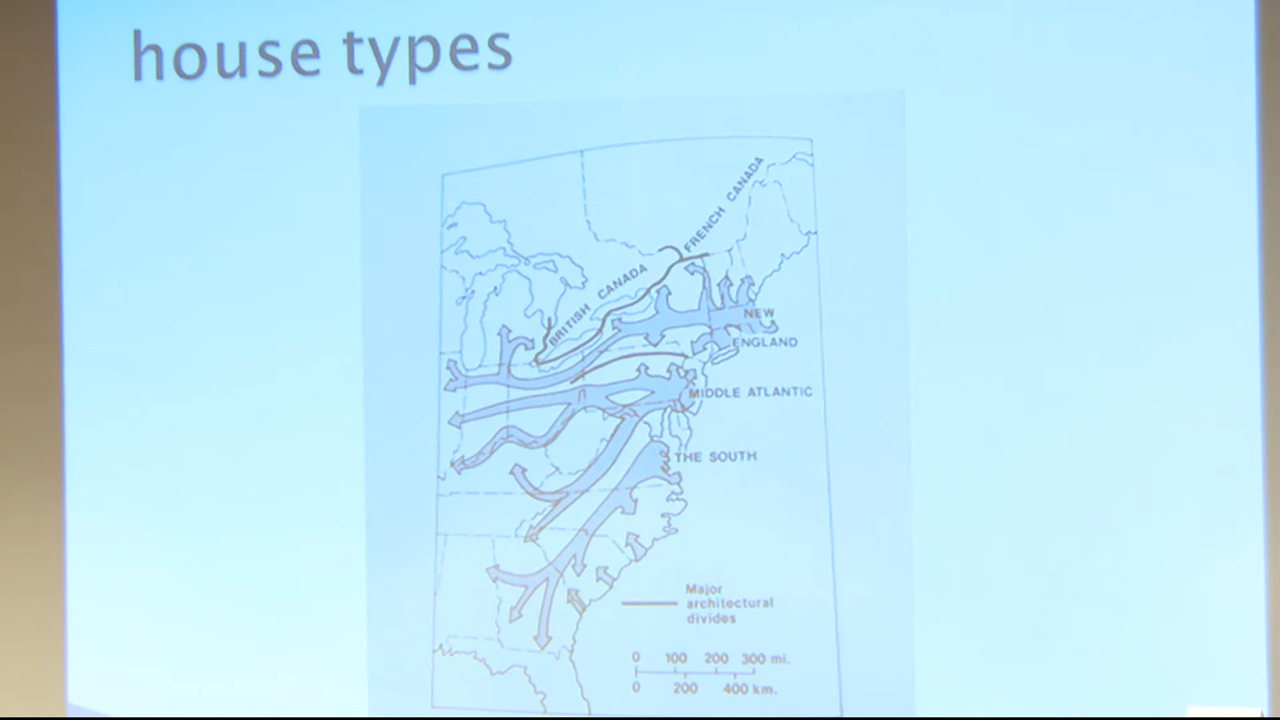 house types
FRENCH CANADA
BRITISH CANADA
NEW
ENGLAND
MIDDLE ATLANTIC
THE SOUTH
Major
architectural
divides
0 100 200 300 mi.
0 200 400 km.